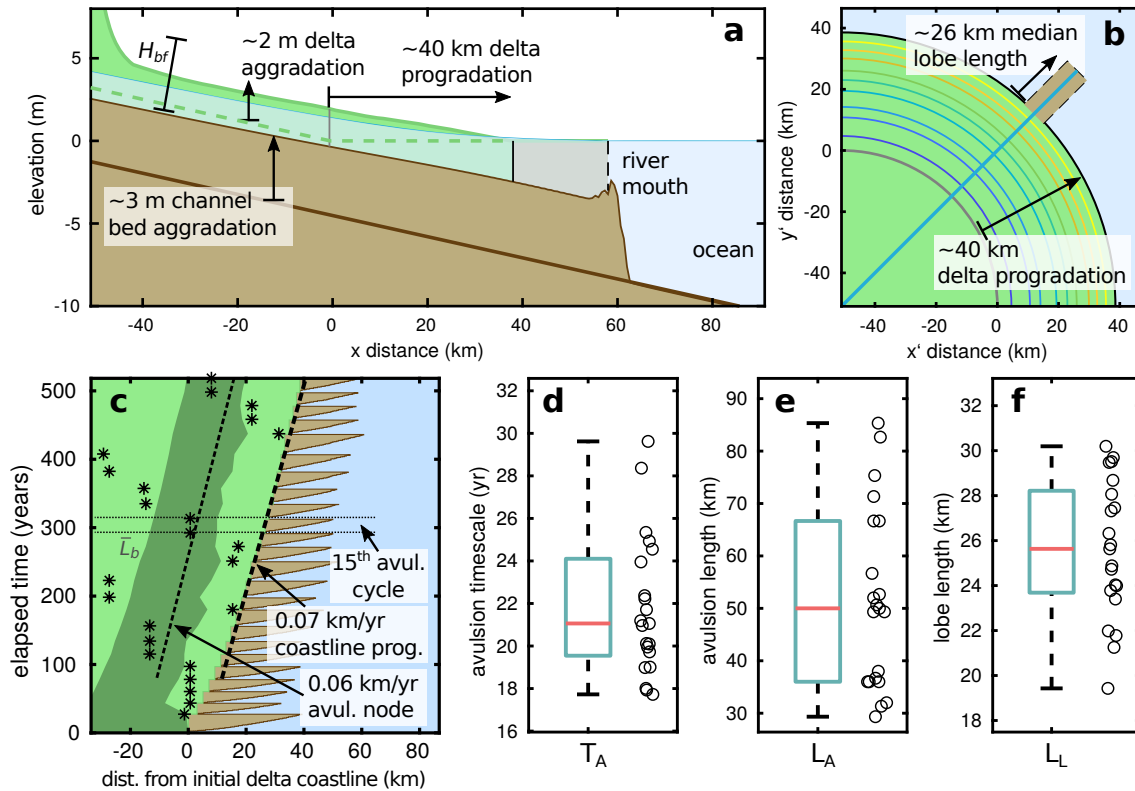 a
H_bf
~2 m delta
aggradation
~40 km delta
progradation
~3 m channel
bed aggradation
river
mouth
ocean
elevation (m)
5
0
-5
-10
-40
-20
0
20
40
60
80
x distance (km)
b
~26 km median
lobe length
~40 km
delta progradation
y' distance (km)
40
20
0
-20
-40
-40
-20
0
20
40
x' distance (km)
c
L̄_b
15th avul.
cycle
0.07 km/yr
coastline prog.
0.06 km/yr
avul. node
elapsed time (years)
500
400
300
200
100
0
-20
0
20
40
60
80
dist. from initial delta coastline (km)
d
avulsion timescale (yr)
32
30
28
26
24
22
20
18
16
T_A
e
avulsion length (km)
90
80
70
60
50
40
30
L_A
f
lobe length (km)
32
30
28
26
24
22
20
18
L_L